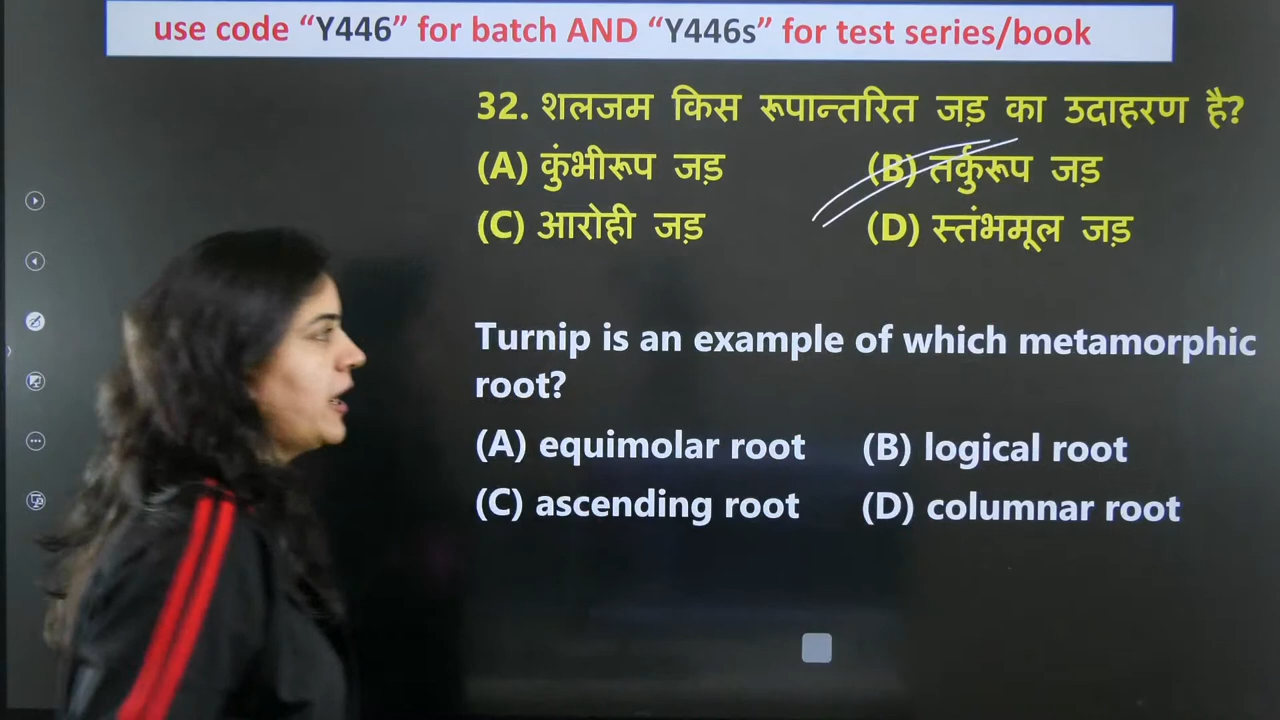 use code “Y446” for batch AND “Y446s” for test series/book
32. शलजम किस रूपान्तरित जड़ का उदाहरण है?
(A) कुंभीरूप जड़ (B) तर्कुरूप जड़
(C) आरोही जड़ (D) स्तंभमूल जड़
Turnip is an example of which metamorphic
root?
(A) equimolar root (B) logical root
(C) ascending root (D) columnar root